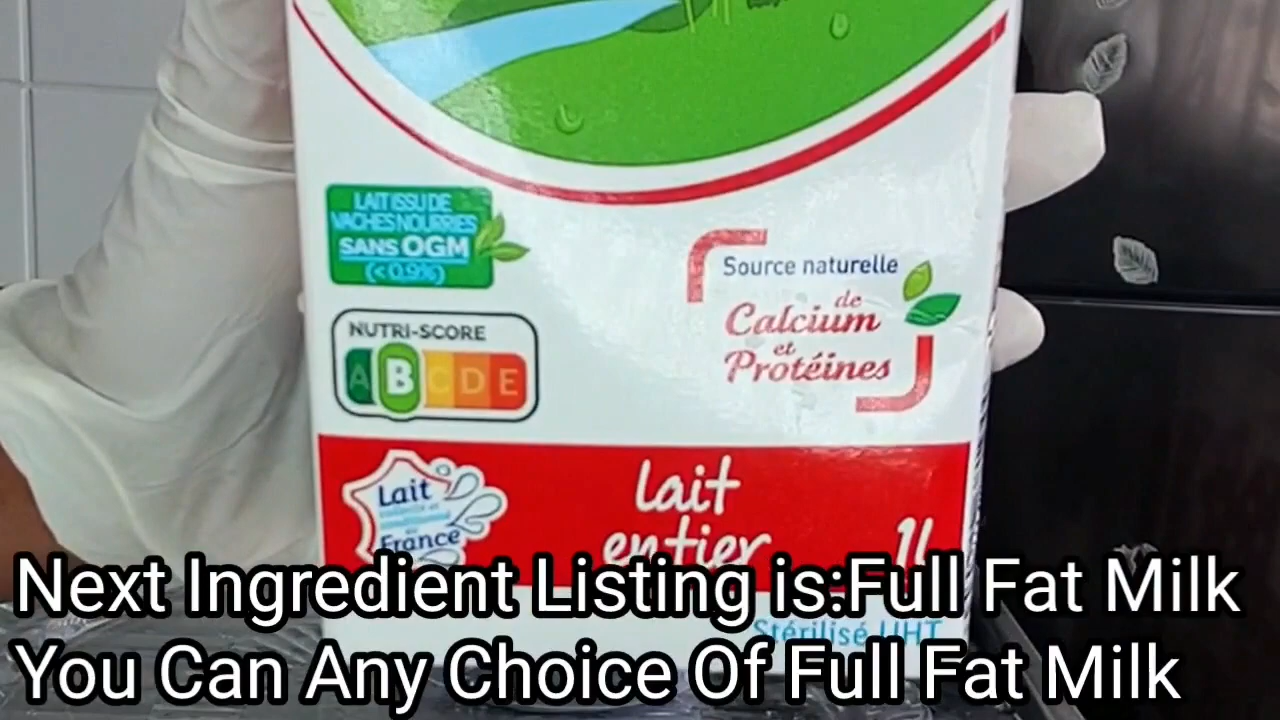 LAIT ISSU DE
VACHES NOURRIES
SANS OGM
(< 0.9%)
NUTRI-SCORE
A B C D E
Source naturelle
de
Calcium
et
Protéines
Lait
collecté et
France
lait
entier
1L
Stérilisé UHT
Next Ingredient Listing is:Full Fat Milk
You Can Any Choice Of Full Fat Milk